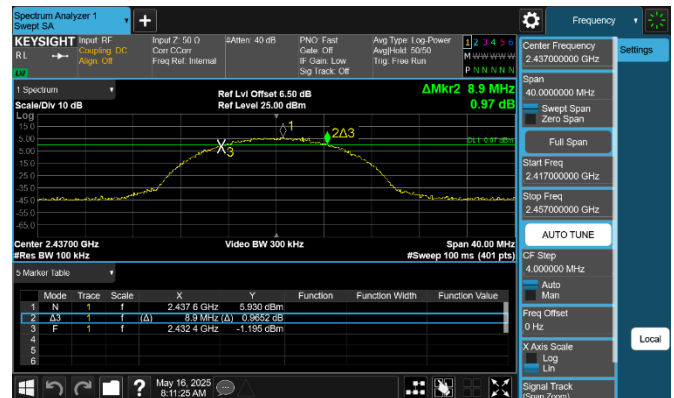 Spectrum Analyzer 1
Swept SA
+
Frequency
KEYSIGHT
RL
LXI
Input: RF
Coupling: DC
Align: Off
Input Z: 50 Ω
Corr CCorr
Freq Ref: Internal
#Atten: 40 dB
PNO: Fast
Gate: Off
IF Gain: Low
Sig Track: Off
Avg Type: Log-Power
Avg|Hold: 50/50
Trig: Free Run
1 2 3 4 5 6
M W W W W W
P N N N N N
1 Spectrum
Scale/Div 10 dB
Log
Ref Lvl Offset 6.50 dB
Ref Level 25.00 dBm
ΔMkr2 8.9 MHz
0.97 dB
15.0
5.00
-5.00
-15.0
-25.0
-35.0
-45.0
-55.0
-65.0
1
2Δ3
3
DL1 0.97 dBm
Center 2.43700 GHz
#Res BW 100 kHz
Video BW 300 kHz
Span 40.00 MHz
#Sweep 100 ms (401 pts)
5 Marker Table
Mode Trace Scale X Y Function Function Width Function Value
1 N 1 f 2.437 6 GHz 5.930 dBm
2 Δ3 1 f (Δ) 8.9 MHz (Δ) 0.9652 dB
3 F 1 f 2.432 4 GHz -1.195 dBm
4
5
6
?
May 16, 2025
8:11:25 AM
Center Frequency
2.437000000 GHz
Span
40.0000000 MHz
Swept Span
Zero Span
Full Span
Start Freq
2.417000000 GHz
Stop Freq
2.457000000 GHz
AUTO TUNE
CF Step
4.000000 MHz
Auto
Man
Freq Offset
0 Hz
X Axis Scale
Log
Lin
Signal Track
(Span Zoom)
Settings
Local